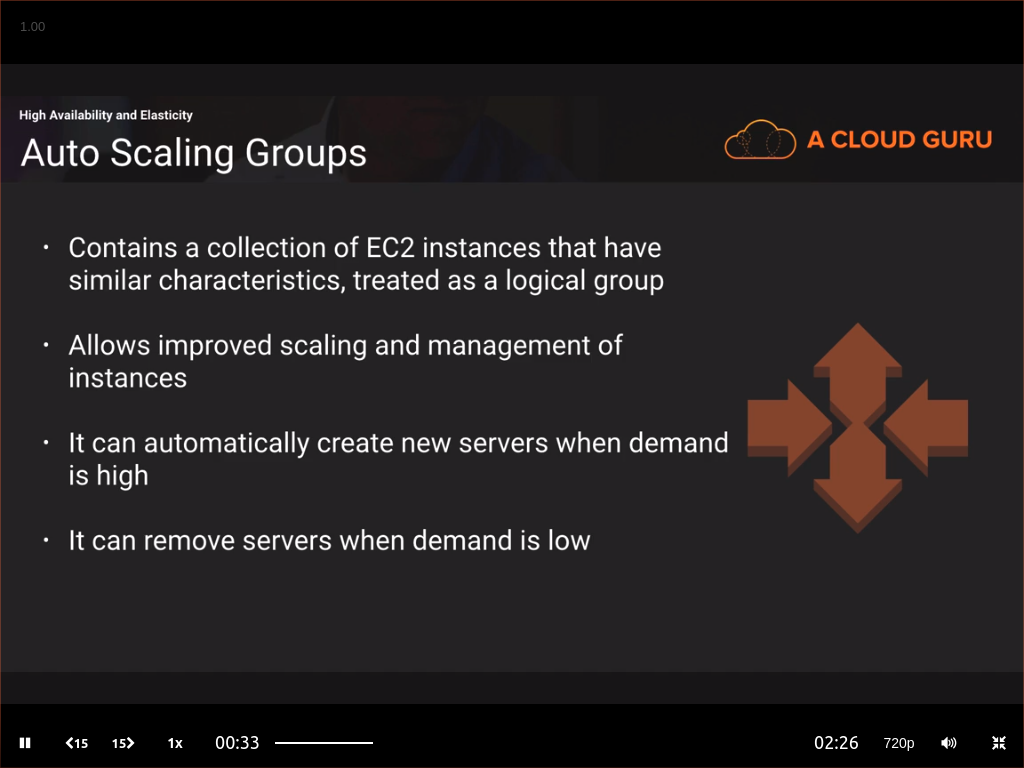 1.00
High Availability and Elasticity
Auto Scaling Groups
A CLOUD GURU
· Contains a collection of EC2 instances that have
similar characteristics, treated as a logical group
· Allows improved scaling and management of
instances
· It can automatically create new servers when demand
is high
· It can remove servers when demand is low
15 15 1x 00:33 02:26 720p